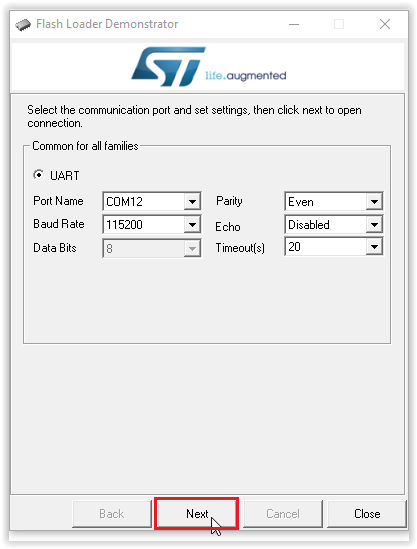 Flash Loader Demonstrator
ST life.augmented
Select the communication port and set settings, then click next to open
connection.
Common for all families
UART
Port Name COM12 Parity Even
Baud Rate 115200 Echo Disabled
Data Bits 8 Timeout(s) 20
Back Next Cancel Close